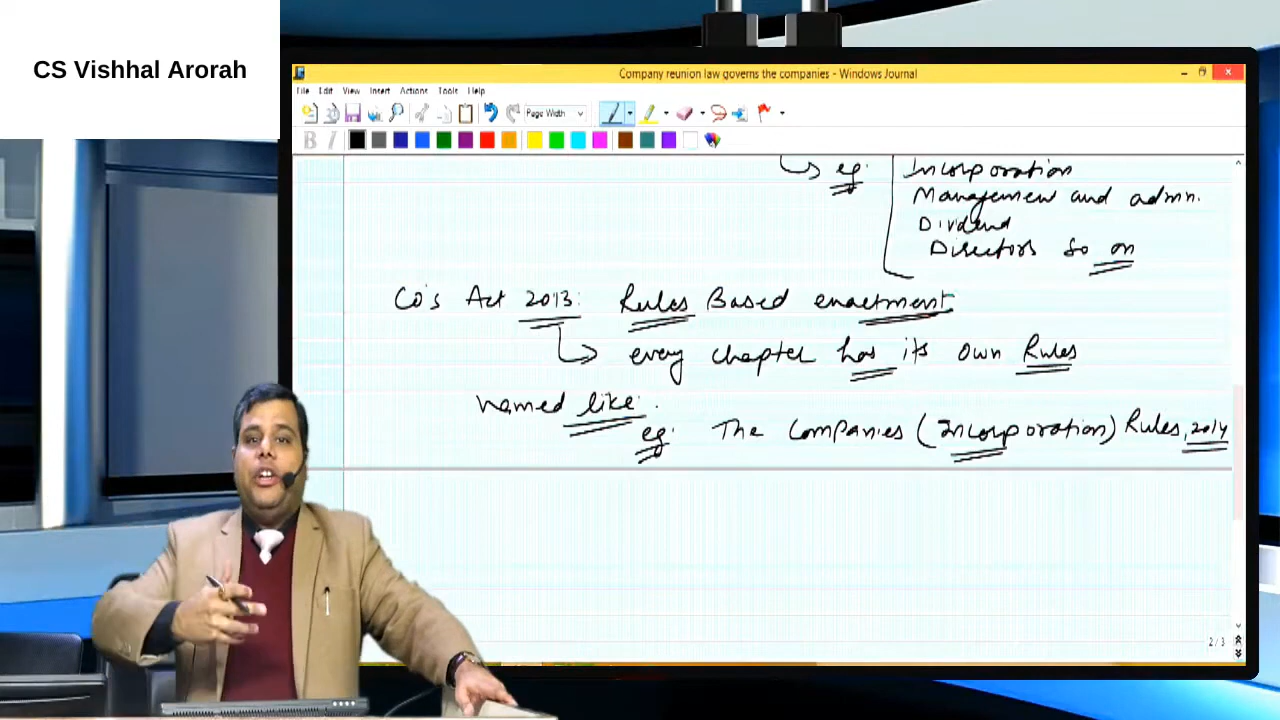 CS Vishhal Arorah
Company reunion law governs the companies - Windows Journal
File Edit View Insert Actions Tools Help
Page Width
B I
eg.
Incorporation
Management and admn.
Dividend
Directors so on
Co's Act 2013: Rules Based enactment
every chapter has its own Rules
named like:
eg: The Companies (Incorporation) Rules, 2014
2 / 3